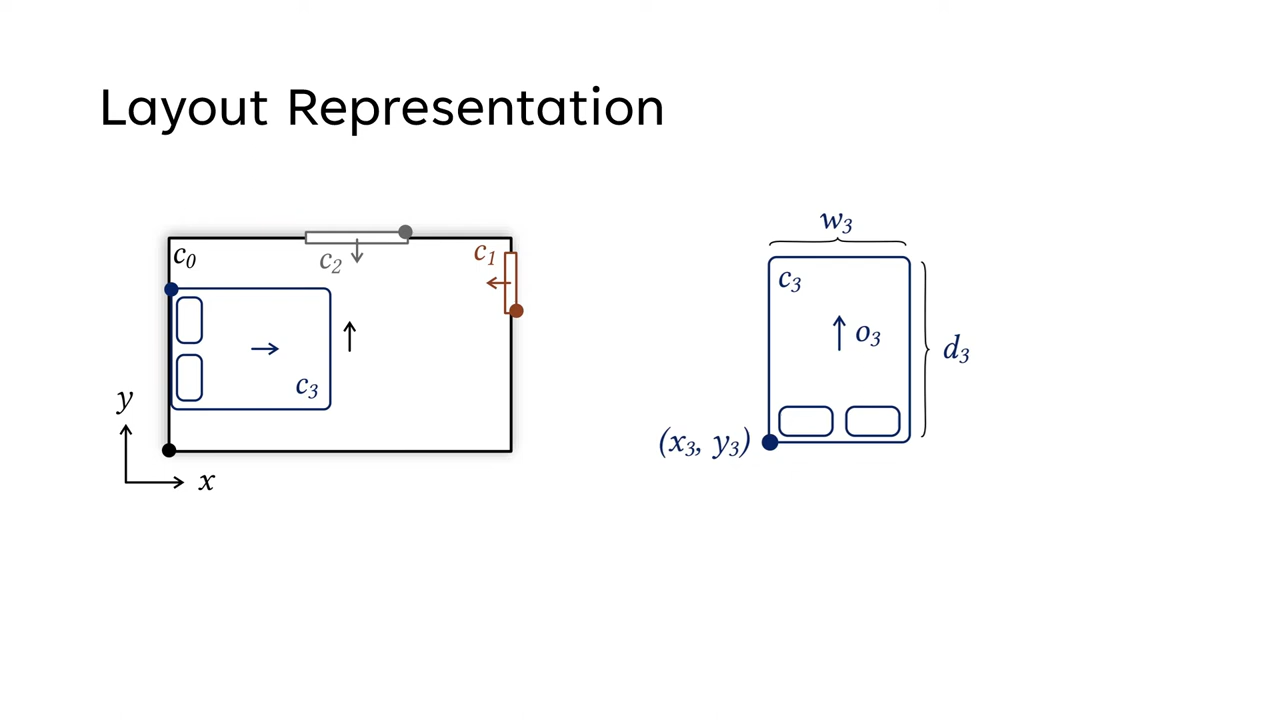 Layout Representation
c₀
c₂
c₁
c₃
y
x
w₃
c₃
o₃
d₃
(x₃, y₃)